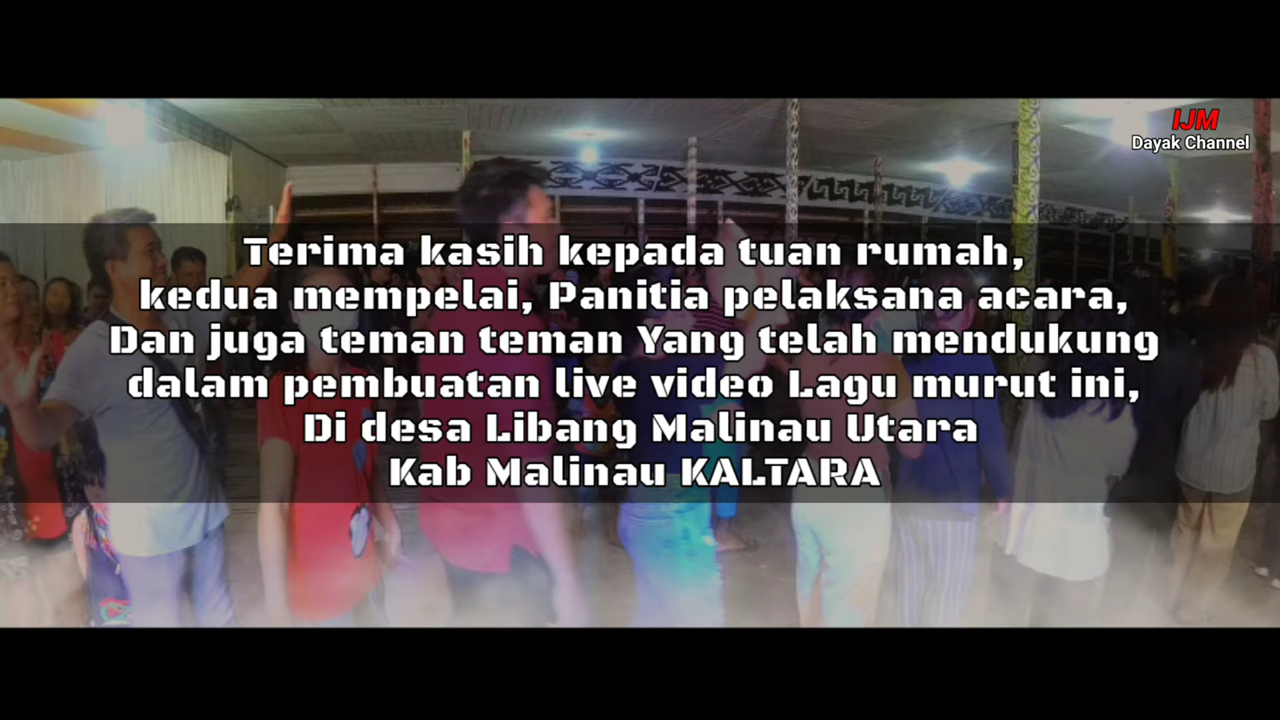 IJM
Dayak Channel
Terima kasih kepada tuan rumah,
kedua mempelai, Panitia pelaksana acara,
Dan juga teman teman Yang telah mendukung
dalam pembuatan live video Lagu murut ini,
Di desa Libang Malinau Utara
Kab Malinau KALTARA